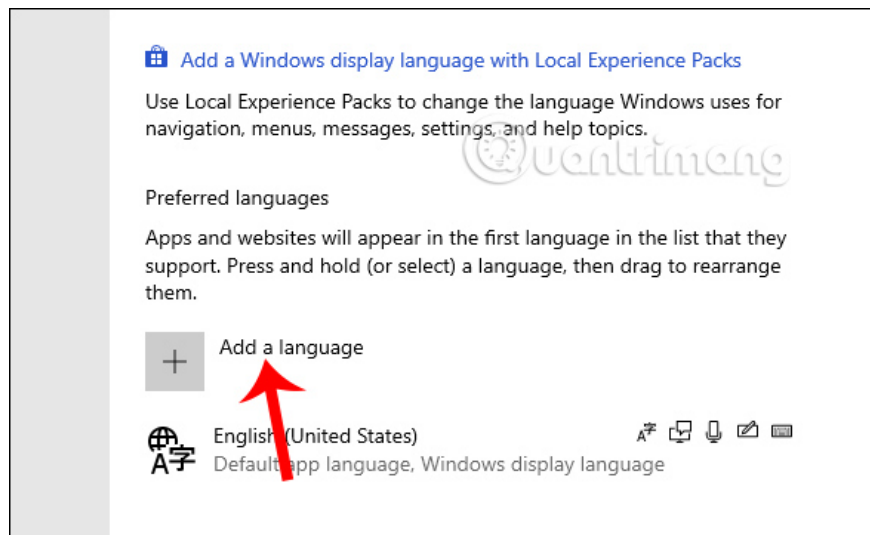 Add a Windows display language with Local Experience Packs
Use Local Experience Packs to change the language Windows uses for
navigation, menus, messages, settings, and help topics.
Quantrimang
Preferred languages
Apps and websites will appear in the first language in the list that they
support. Press and hold (or select) a language, then drag to rearrange
them.
Add a language
English (United States)
Default app language, Windows display language